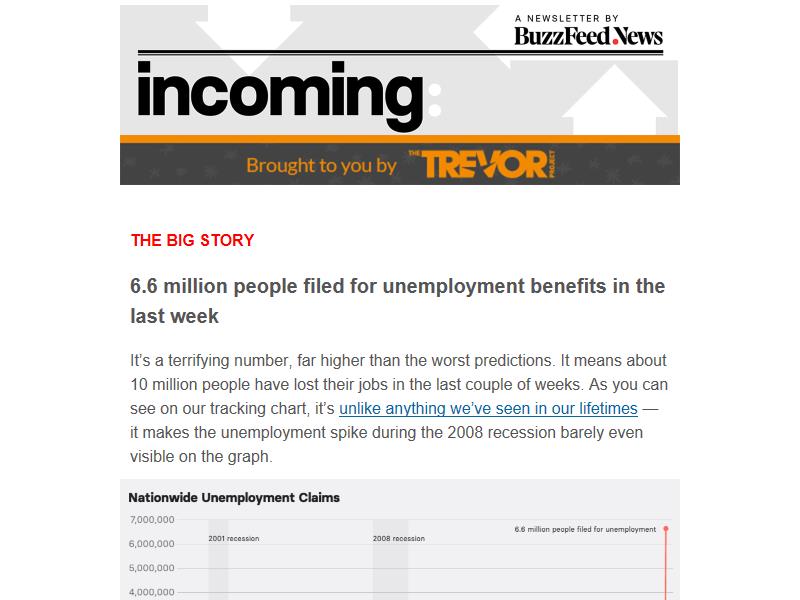 A NEWSLETTER BY
BuzzFeed.News
incoming:
Brought to you by THE TREVOR PROJECT
THE BIG STORY
6.6 million people filed for unemployment benefits in the
last week
It’s a terrifying number, far higher than the worst predictions. It means about
10 million people have lost their jobs in the last couple of weeks. As you can
see on our tracking chart, it’s unlike anything we’ve seen in our lifetimes —
it makes the unemployment spike during the 2008 recession barely even
visible on the graph.
Nationwide Unemployment Claims
7,000,000
6.6 million people filed for unemployment
2001 recession
2008 recession
6,000,000
5,000,000
4,000,000